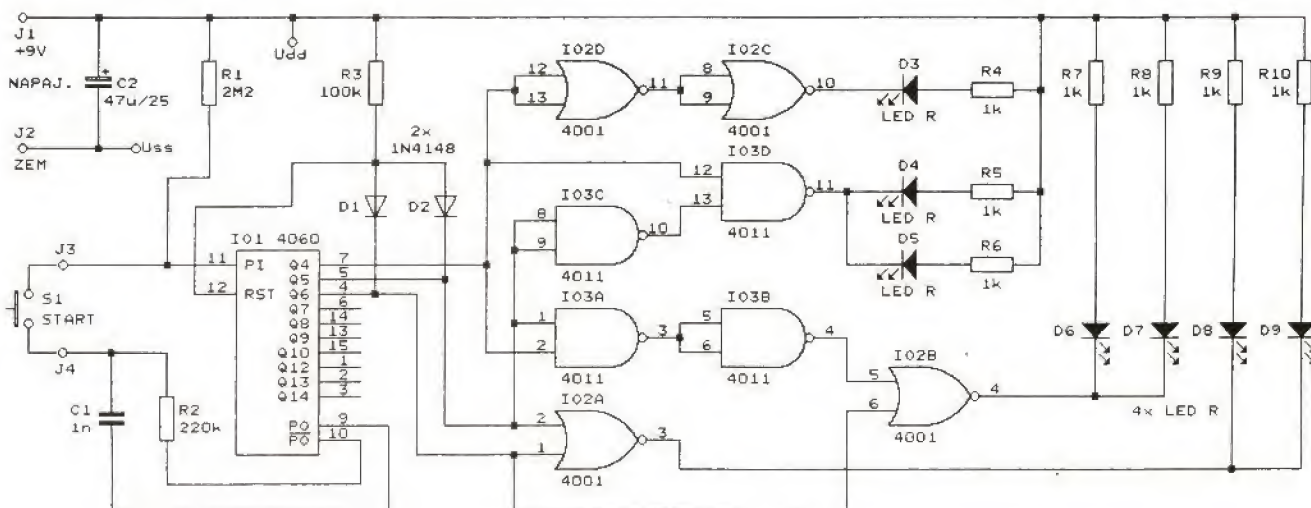 J1
+9V
NAPAJ.
C2
47u/25
J2
ZEM
Uss
R1
2M2
Udd
R3
100k
2x
1N4148
D1
D2
J3
S1
START
J4
C1
1n
R2
220k
IO1 4060
11 PI
12 RST
Q4 7
Q5 5
Q6 4
Q7 6
Q8 14
Q9 13
Q10 15
Q12 1
Q13 2
Q14 3
PO 9
PO 10
IO2D
12
13
11
4001
IO2C
8
9
10
4001
D3
LED R
R4
1k
IO3D
12
13
11
4011
D4
LED R
R5
1k
D5
LED R
R6
1k
IO3C
8
9
10
4011
IO3A
1
2
3
4011
IO3B
5
6
4
4011
IO2B
5
6
4
4001
IO2A
2
1
3
4001
R7
1k
R8
1k
R9
1k
R10
1k
D6
D7
D8
D9
4x LED R